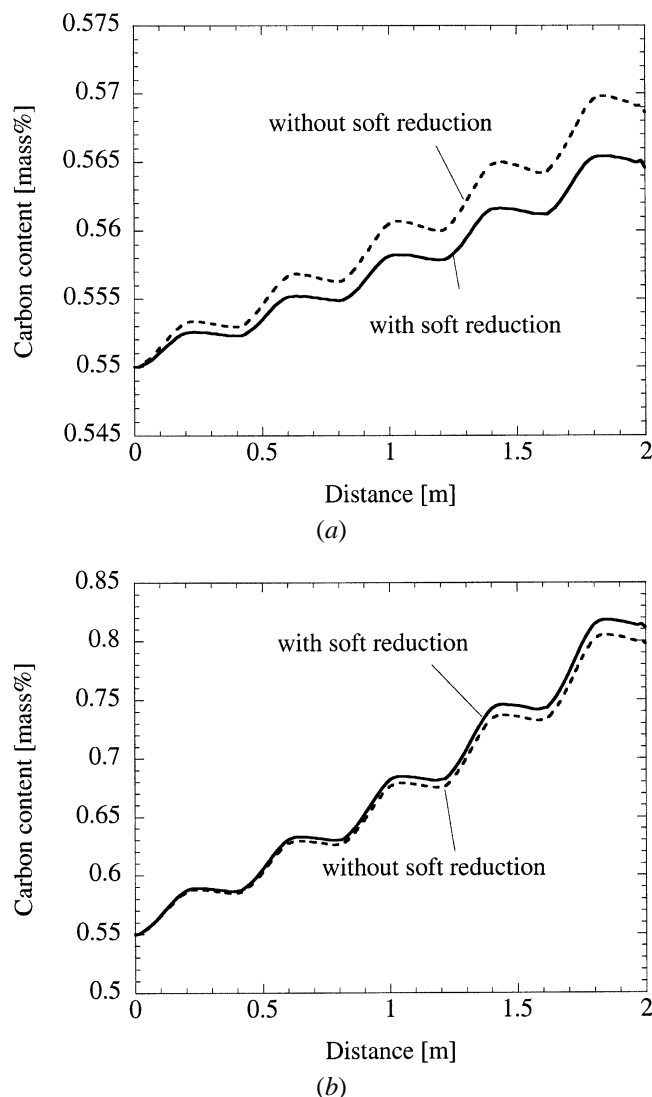 0.575
0.57
0.565
0.56
0.555
0.55
0.545
Carbon content [mass%]
without soft reduction
with soft reduction
0
0.5
1
1.5
2
Distance [m]
(a)
0.85
0.8
0.75
0.7
0.65
0.6
0.55
0.5
Carbon content [mass%]
with soft reduction
without soft reduction
0
0.5
1
1.5
2
Distance [m]
(b)